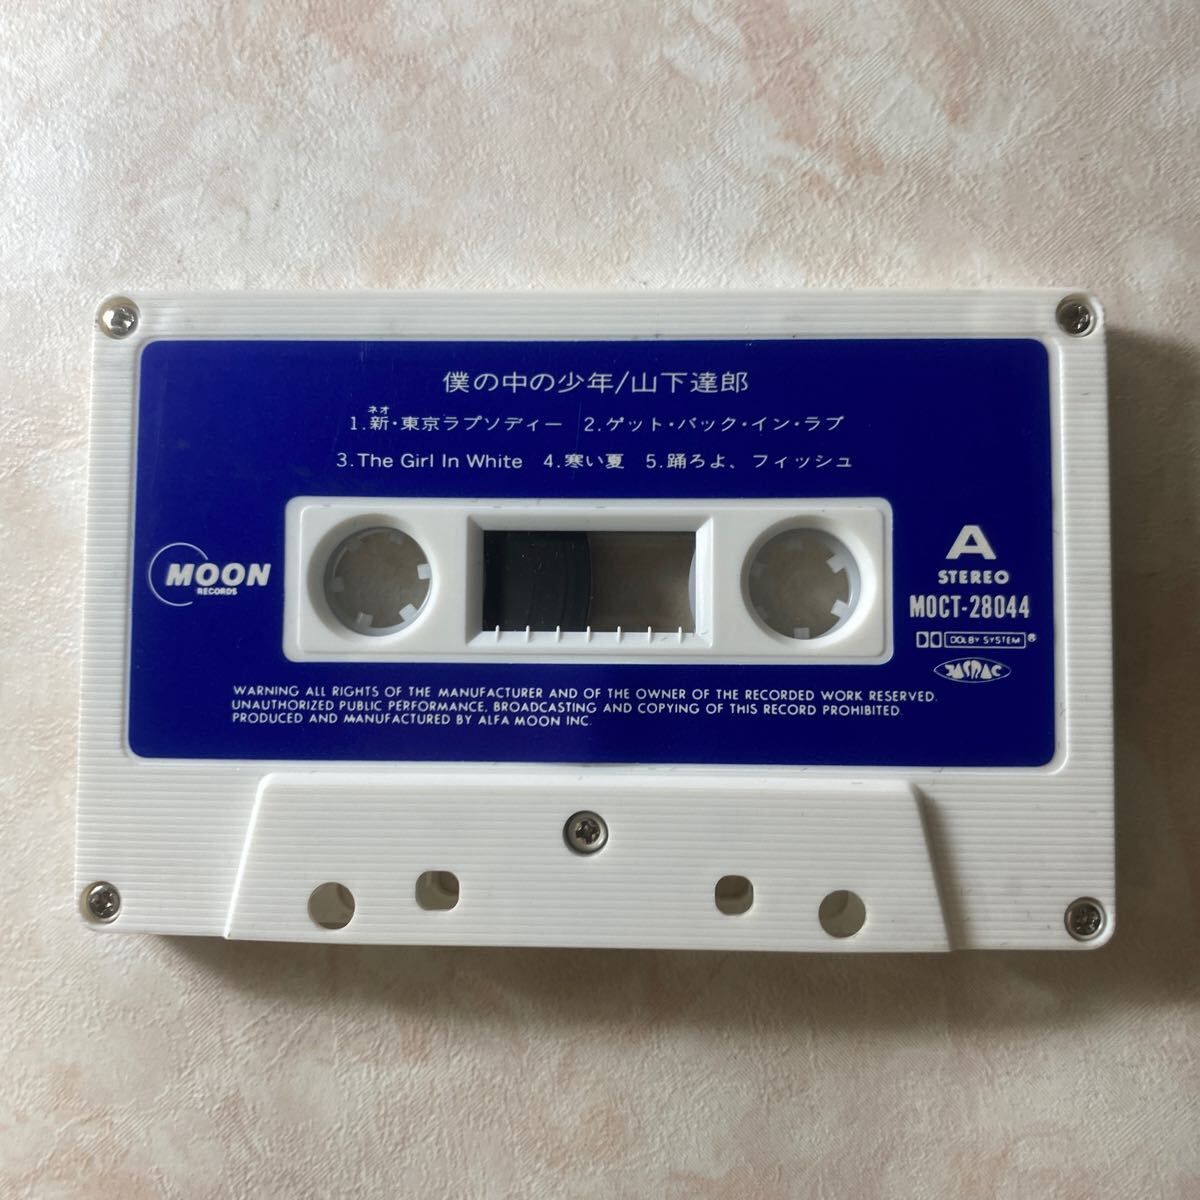 僕の中の少年/山下達郎
ネオ
1.新・東京ラプソディー 2.ゲット・バック・イン・ラブ
3.The Girl In White 4.寒い夏 5.踊ろよ、フィッシュ
MOON
RECORDS
A
STEREO
MOCT-28044
DOLBY SYSTEM®
JASRAC
WARNING ALL RIGHTS OF THE MANUFACTURER AND OF THE OWNER OF THE RECORDED WORK RESERVED.
UNAUTHORIZED PUBLIC PERFORMANCE, BROADCASTING AND COPYING OF THIS RECORD PROHIBITED.
PRODUCED AND MANUFACTURED BY ALFA MOON INC.